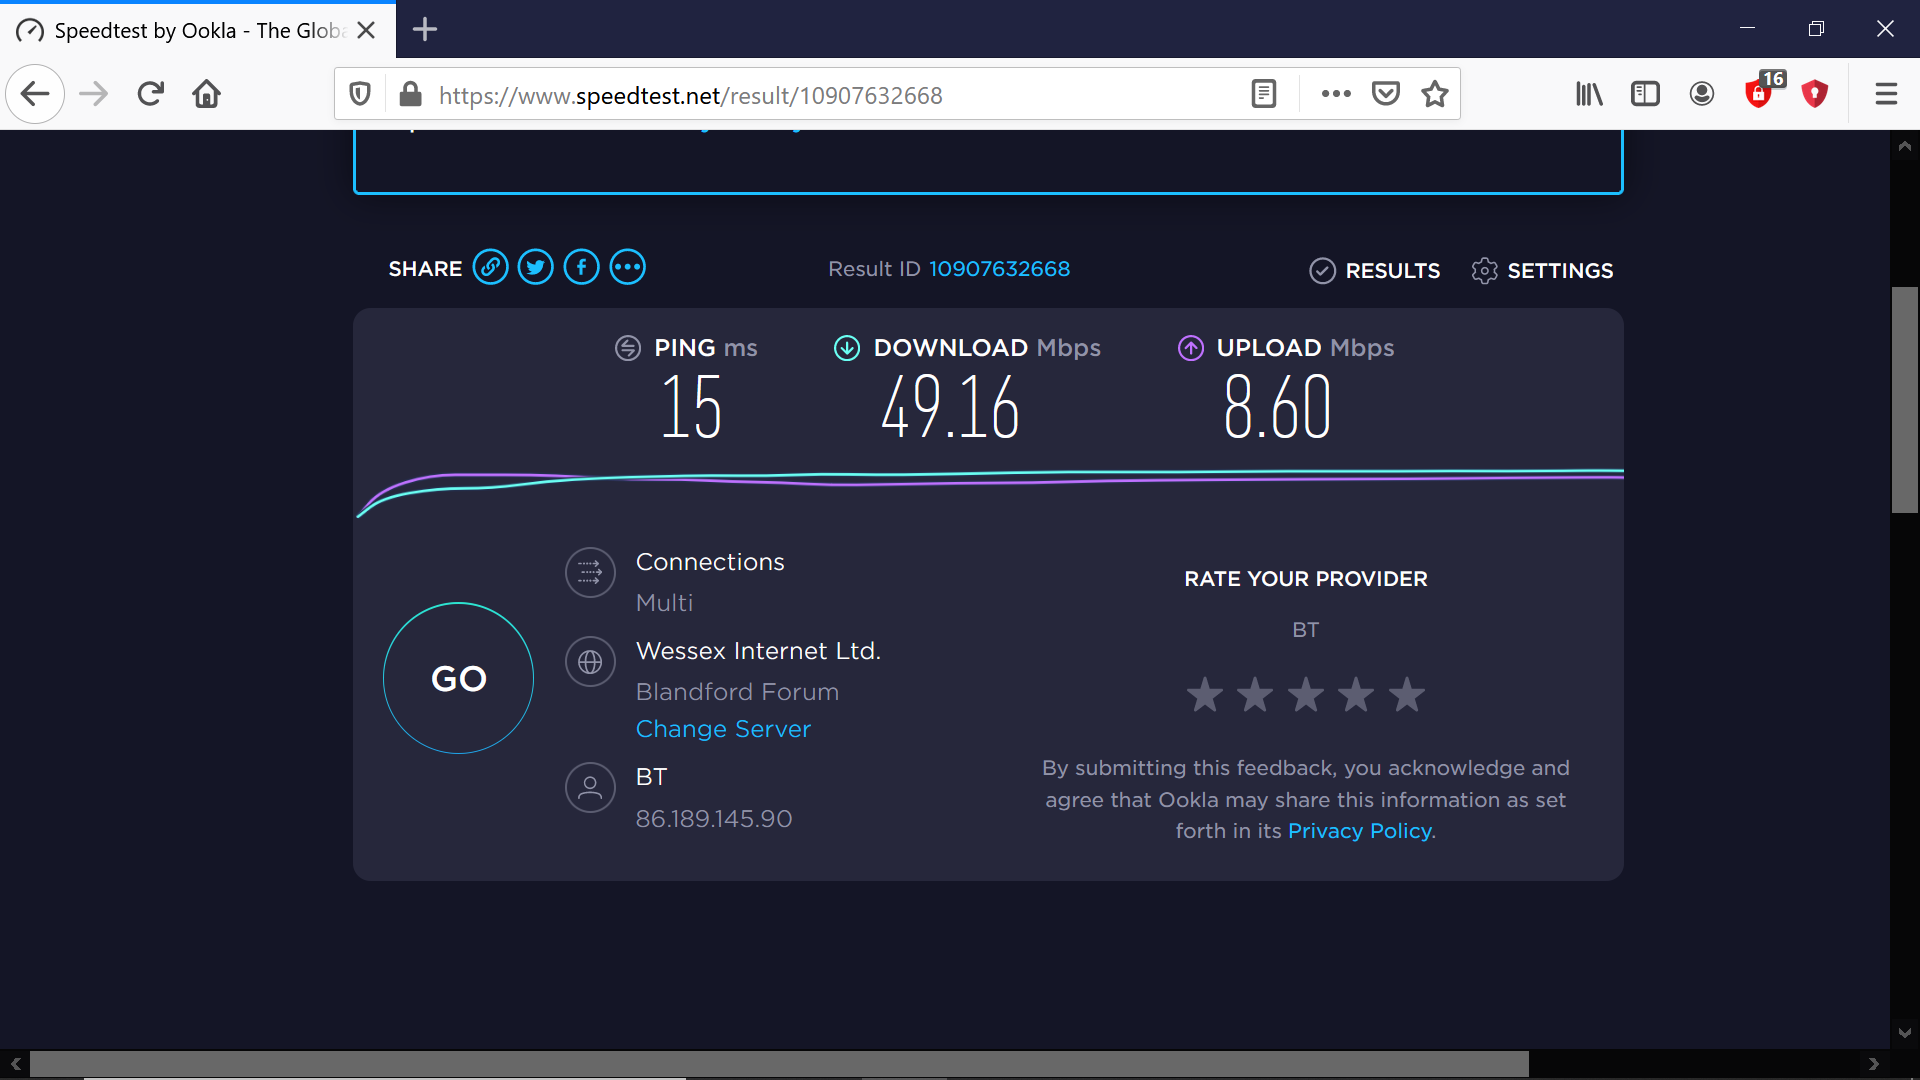 Speedtest by Ookla - The Globa
https://www.speedtest.net/result/10907632668
16
SHARE
Result ID 10907632668
RESULTS
SETTINGS
PING ms
DOWNLOAD Mbps
UPLOAD Mbps
15
49.16
8.60
Connections
Multi
Wessex Internet Ltd.
Blandford Forum
Change Server
BT
86.189.145.90
GO
RATE YOUR PROVIDER
BT
By submitting this feedback, you acknowledge and
agree that Ookla may share this information as set
forth in its Privacy Policy.